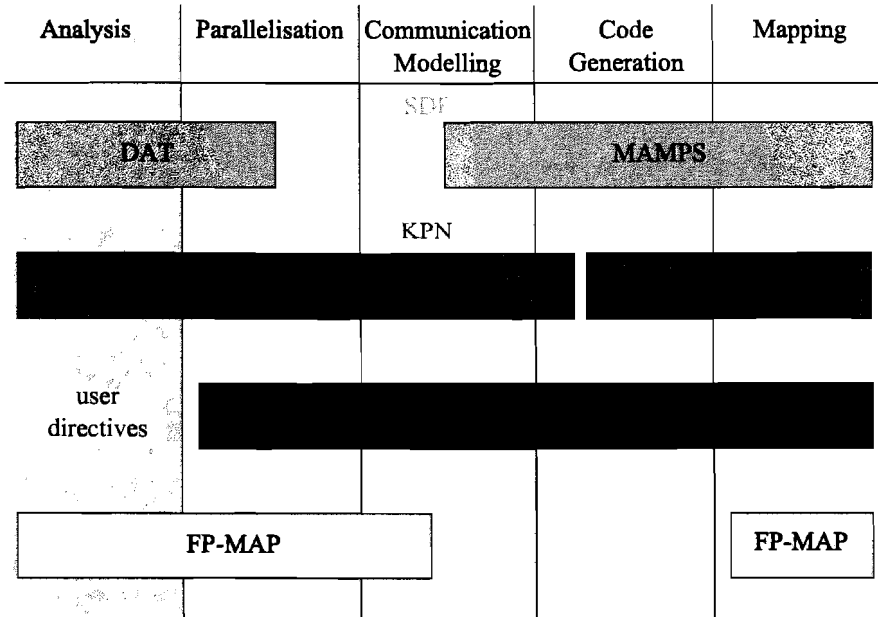 Analysis
Parallelisation
Communication
Modelling
Code
Generation
Mapping
SDF
DAT
MAMPS
KPN
user
directives
FP-MAP
FP-MAP